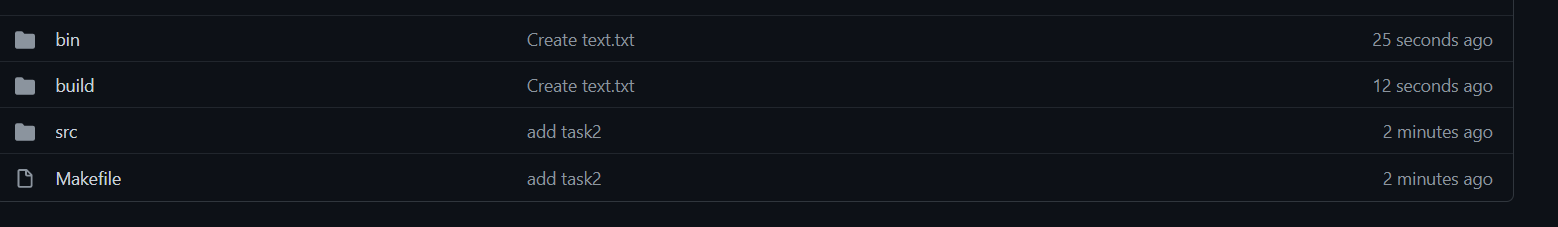 bin Create text.txt 25 seconds ago
build Create text.txt 12 seconds ago
src add task2 2 minutes ago
Makefile add task2 2 minutes ago